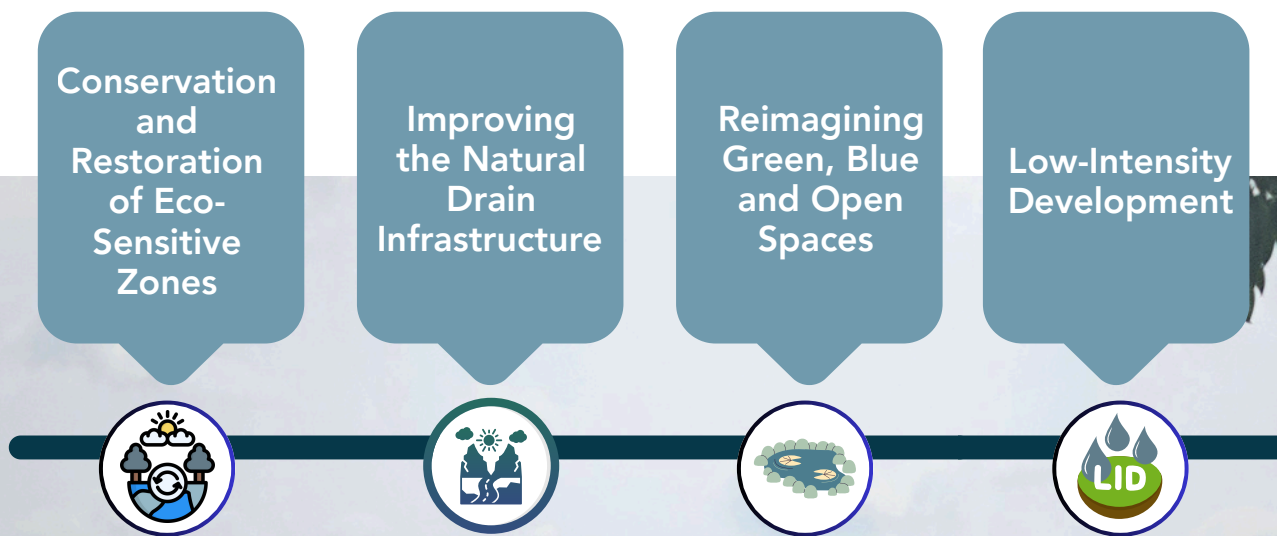 Conservation
and
Restoration
of Eco-
Sensitive
Zones
Improving
the Natural
Drain
Infrastructure
Reimagining
Green, Blue
and Open
Spaces
Low-Intensity
Development
LID